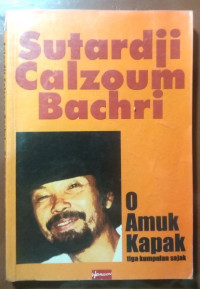 Sutardji
Calzoum
Bachri
O
Amuk
Kapak
tiga kumpulan sajak